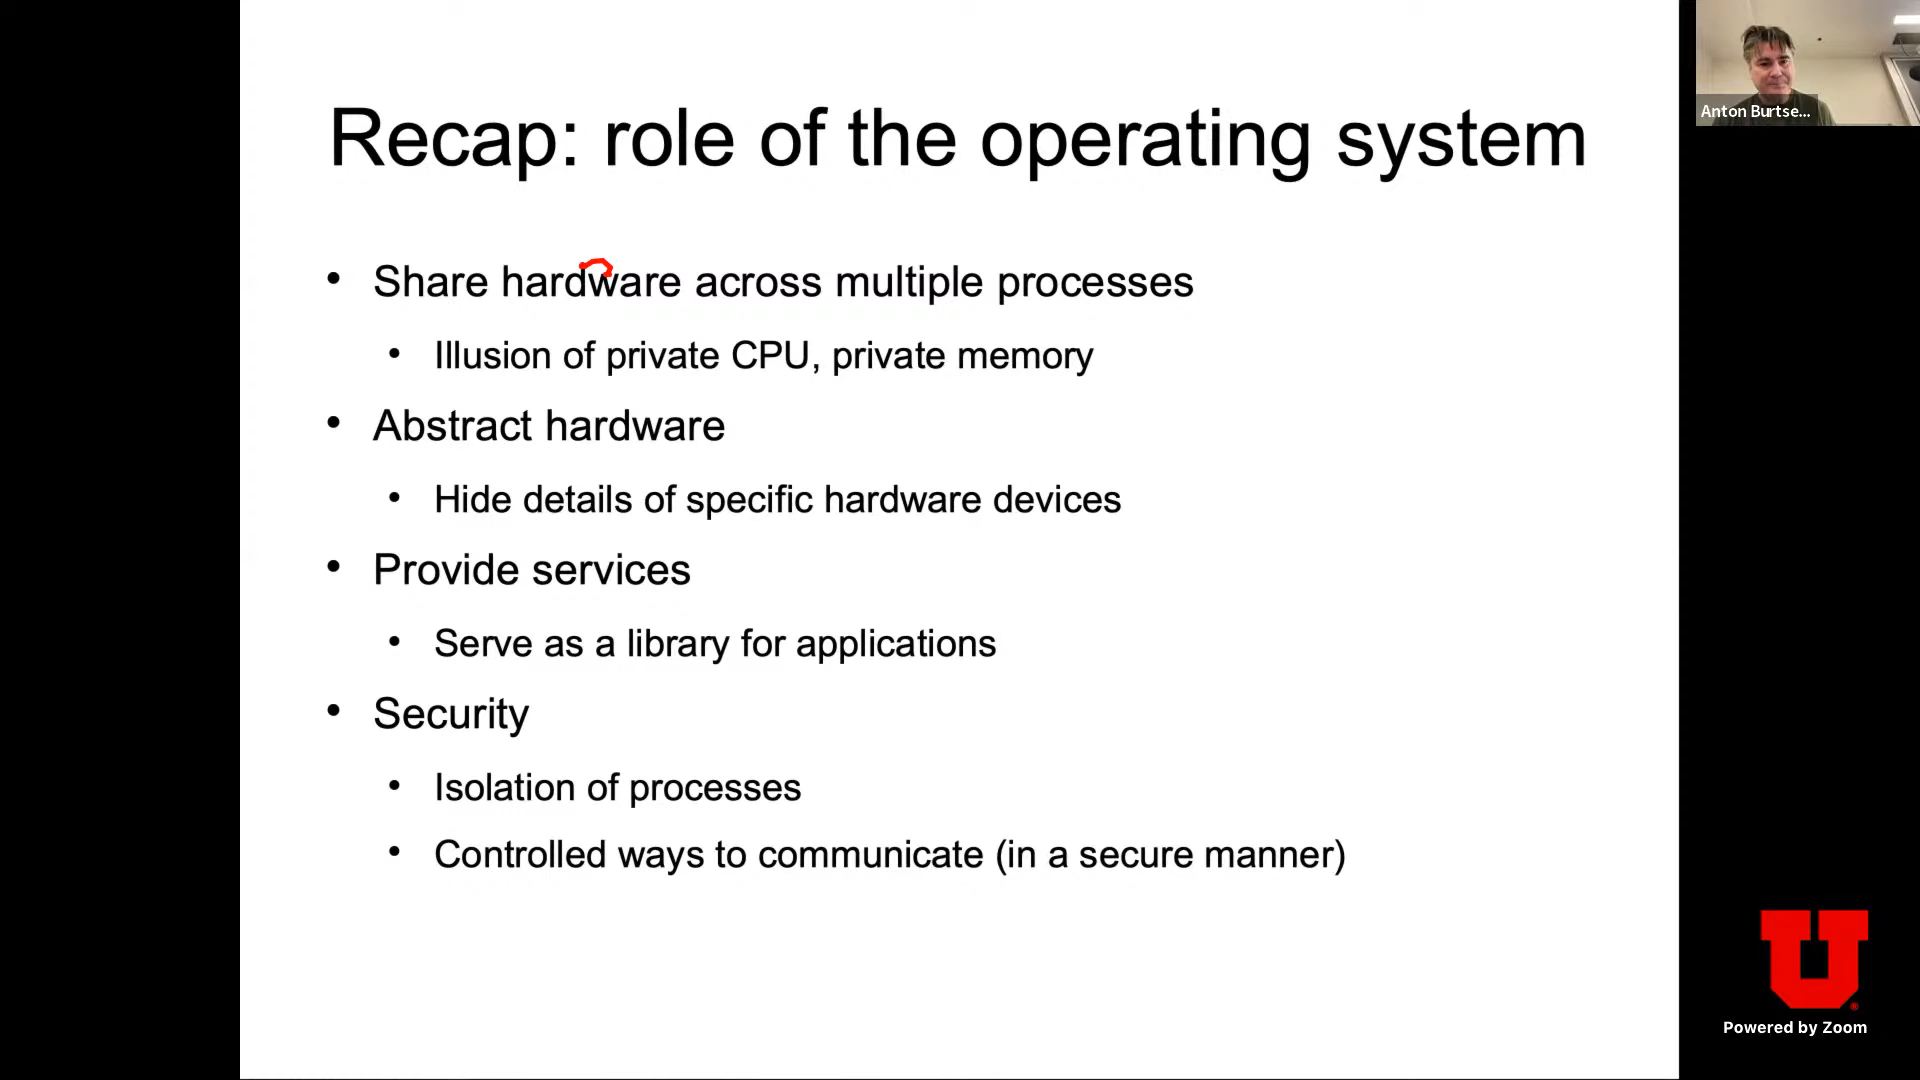 Recap: role of the operating system
• Share hardware across multiple processes
• Illusion of private CPU, private memory
• Abstract hardware
• Hide details of specific hardware devices
• Provide services
• Serve as a library for applications
• Security
• Isolation of processes
• Controlled ways to communicate (in a secure manner)
Anton Burtse...
U
Powered by Zoom